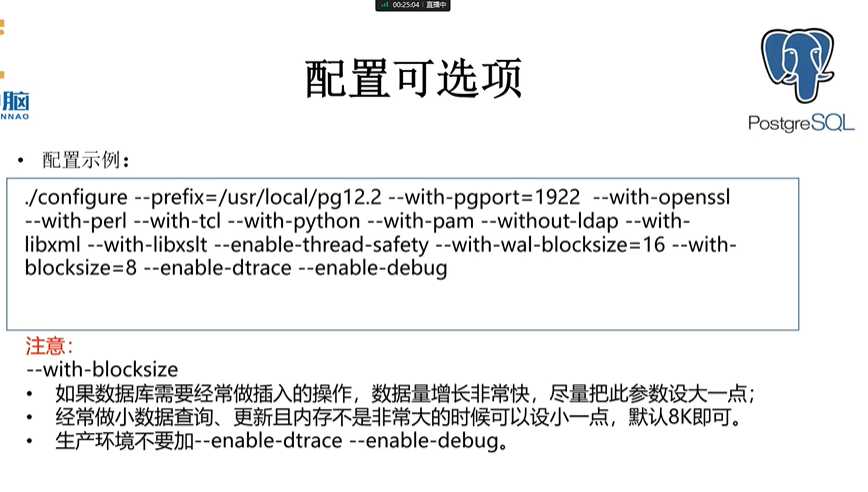 00:25:04 直播中
配置可选项
脑
NNAO
PostgreSQL
• 配置示例：
./configure --prefix=/usr/local/pg12.2 --with-pgport=1922 --with-openssl
--with-perl --with-tcl --with-python --with-pam --without-ldap --with-
libxml --with-libxslt --enable-thread-safety --with-wal-blocksize=16 --with-
blocksize=8 --enable-dtrace --enable-debug
注意：
--with-blocksize
• 如果数据库需要经常做插入的操作，数据量增长非常快，尽量把此参数设大一点；
• 经常做小数据查询、更新且内存不是非常大的时候可以设小一点，默认8K即可。
• 生产环境不要加--enable-dtrace --enable-debug。